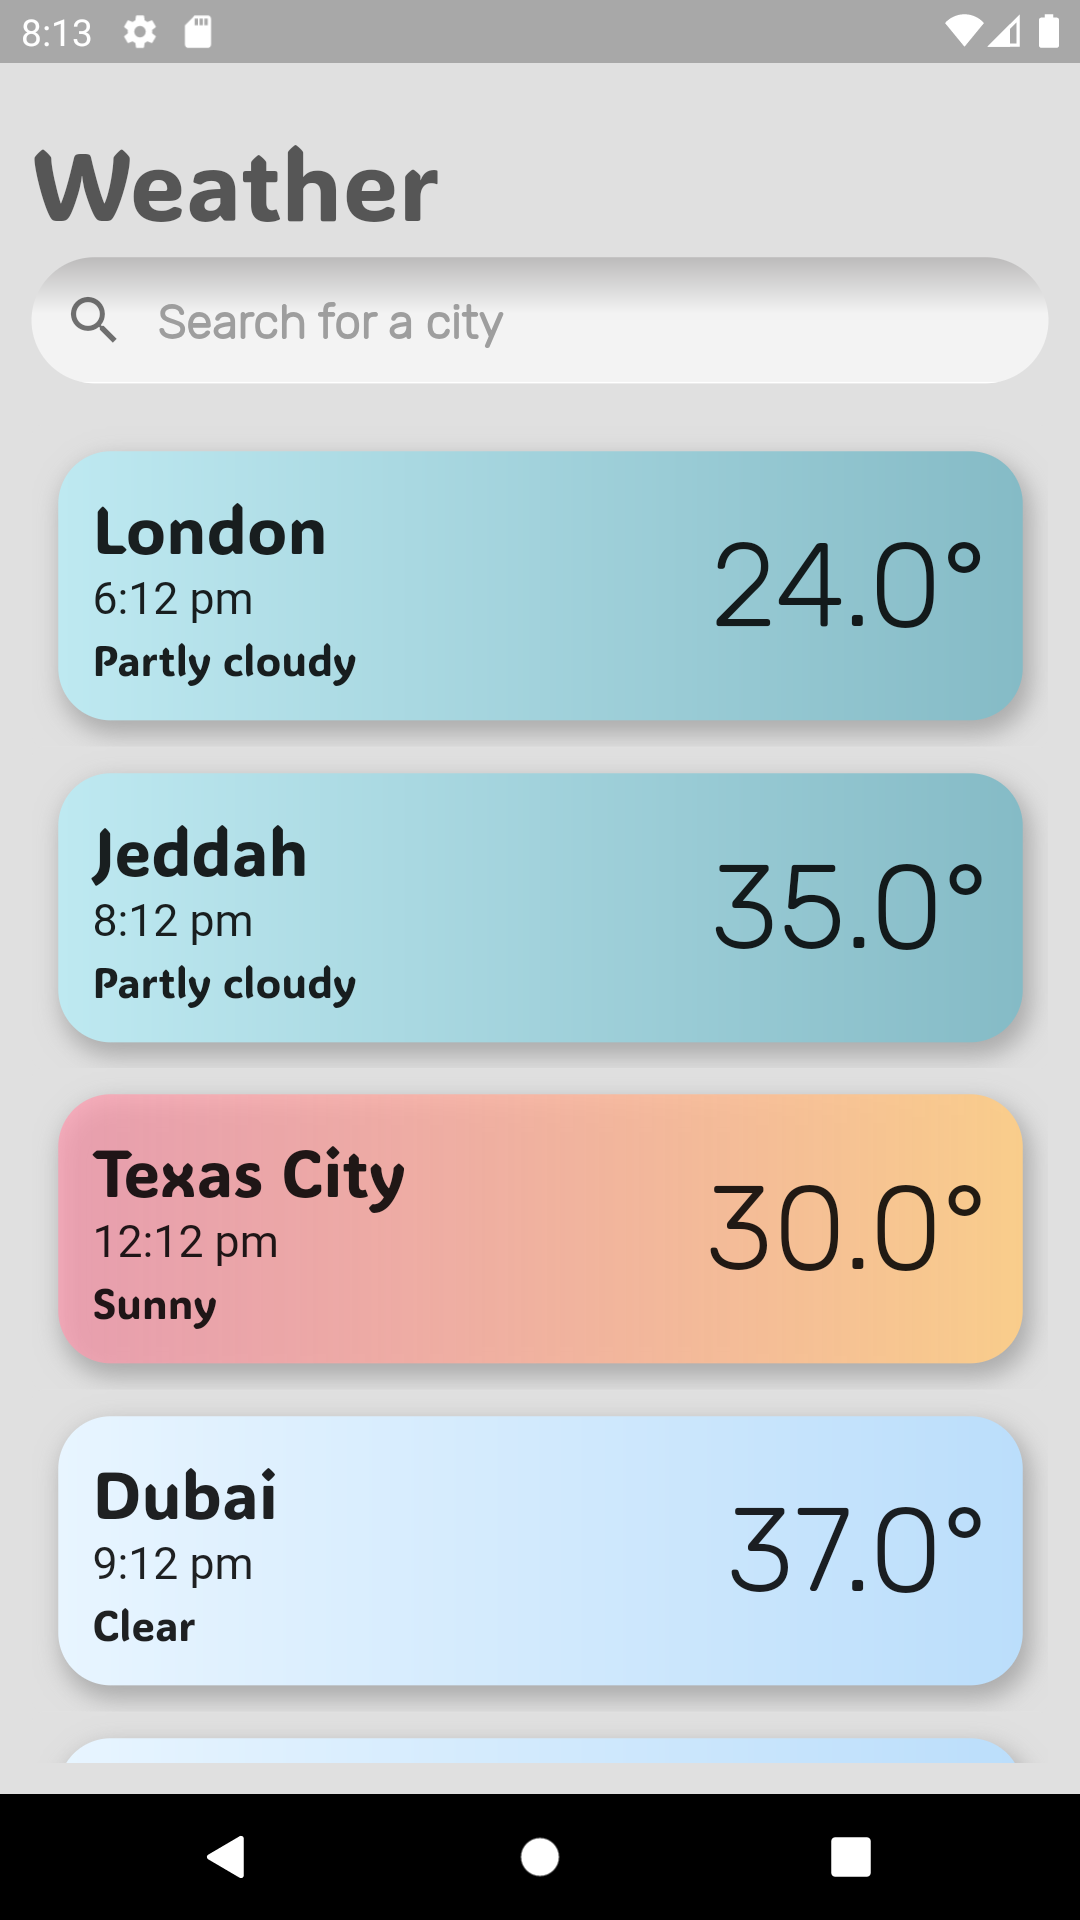 8:13
Weather
Search for a city
London
6:12 pm
Partly cloudy
24.0°
Jeddah
8:12 pm
Partly cloudy
35.0°
Texas City
12:12 pm
Sunny
30.0°
Dubai
9:12 pm
Clear
37.0°